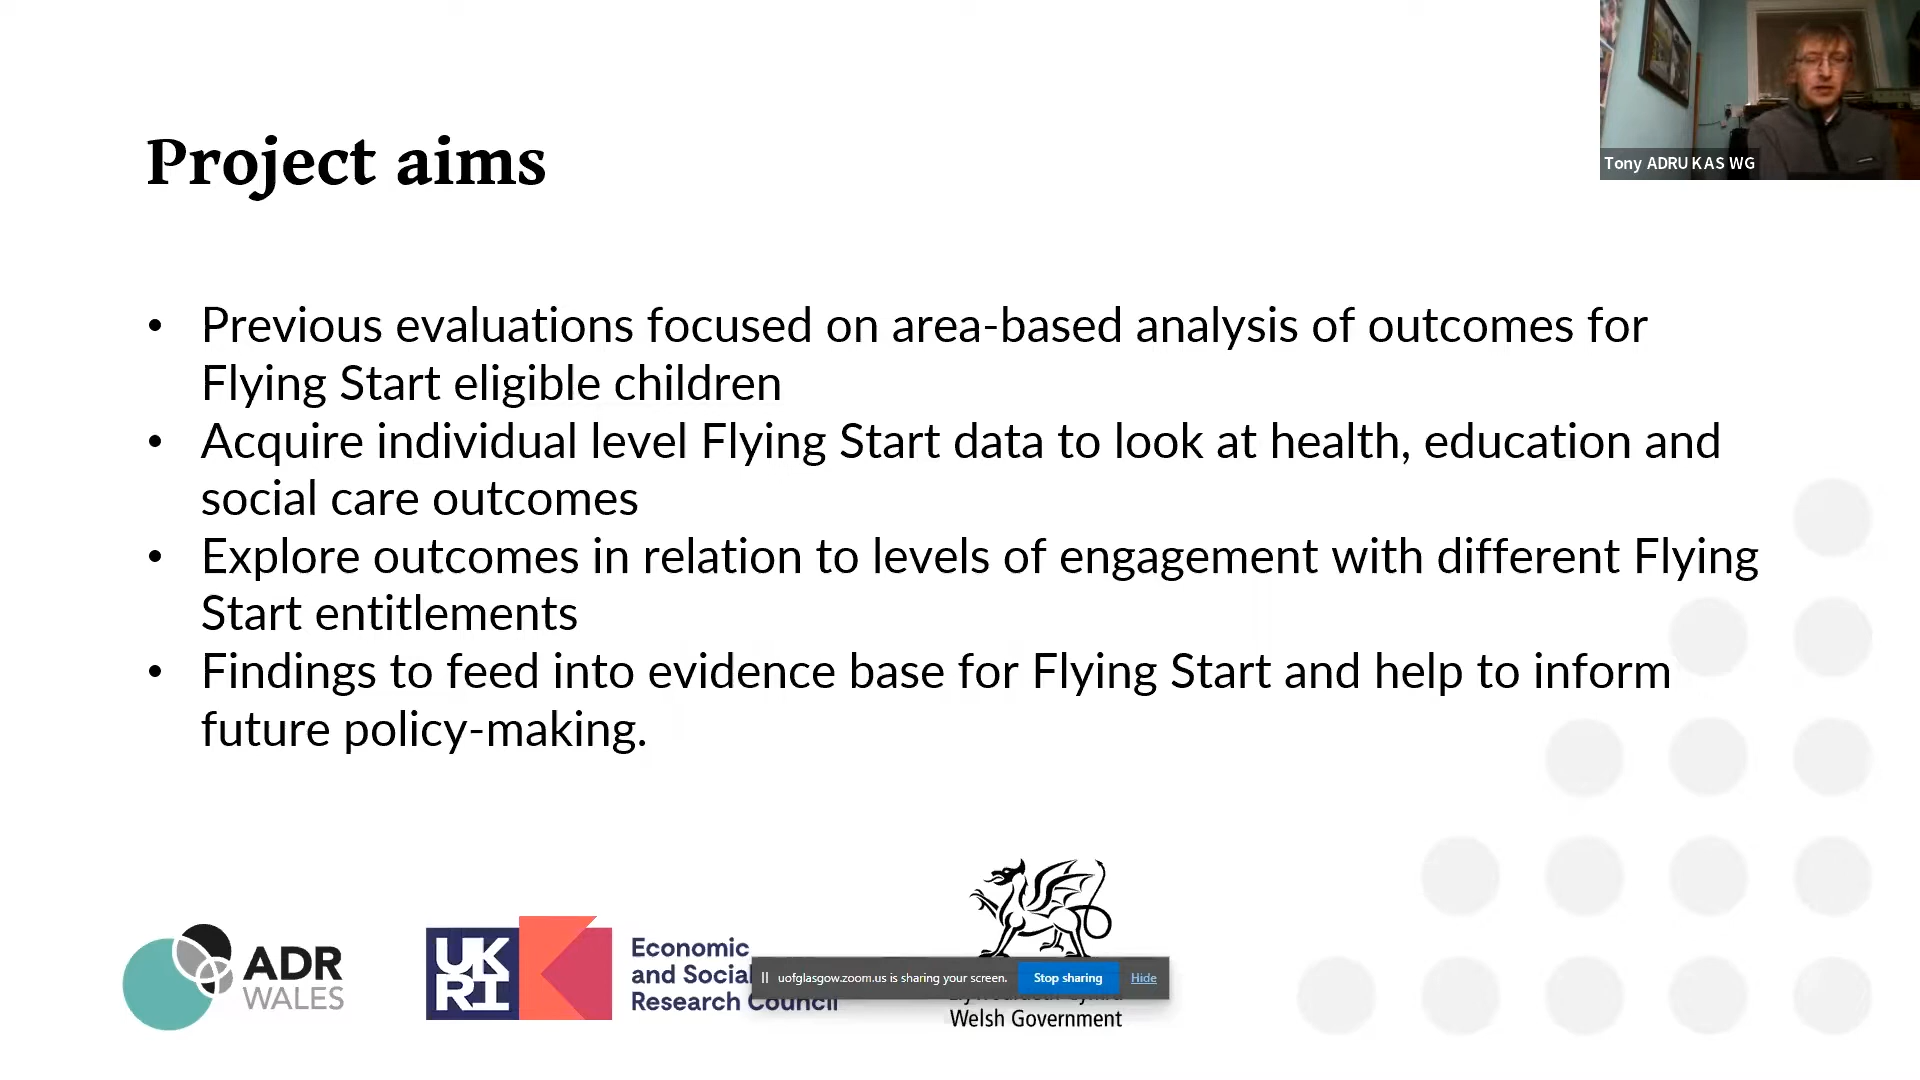 Project aims
Tony ADRU KAS WG
• Previous evaluations focused on area-based analysis of outcomes for
Flying Start eligible children
• Acquire individual level Flying Start data to look at health, education and
social care outcomes
• Explore outcomes in relation to levels of engagement with different Flying
Start entitlements
• Findings to feed into evidence base for Flying Start and help to inform
future policy-making.
ADR
WALES
UK
RI
Economic
and Social
Research Council
uofglasgow.zoom.us is sharing your screen.
Stop sharing
Hide
Welsh Government